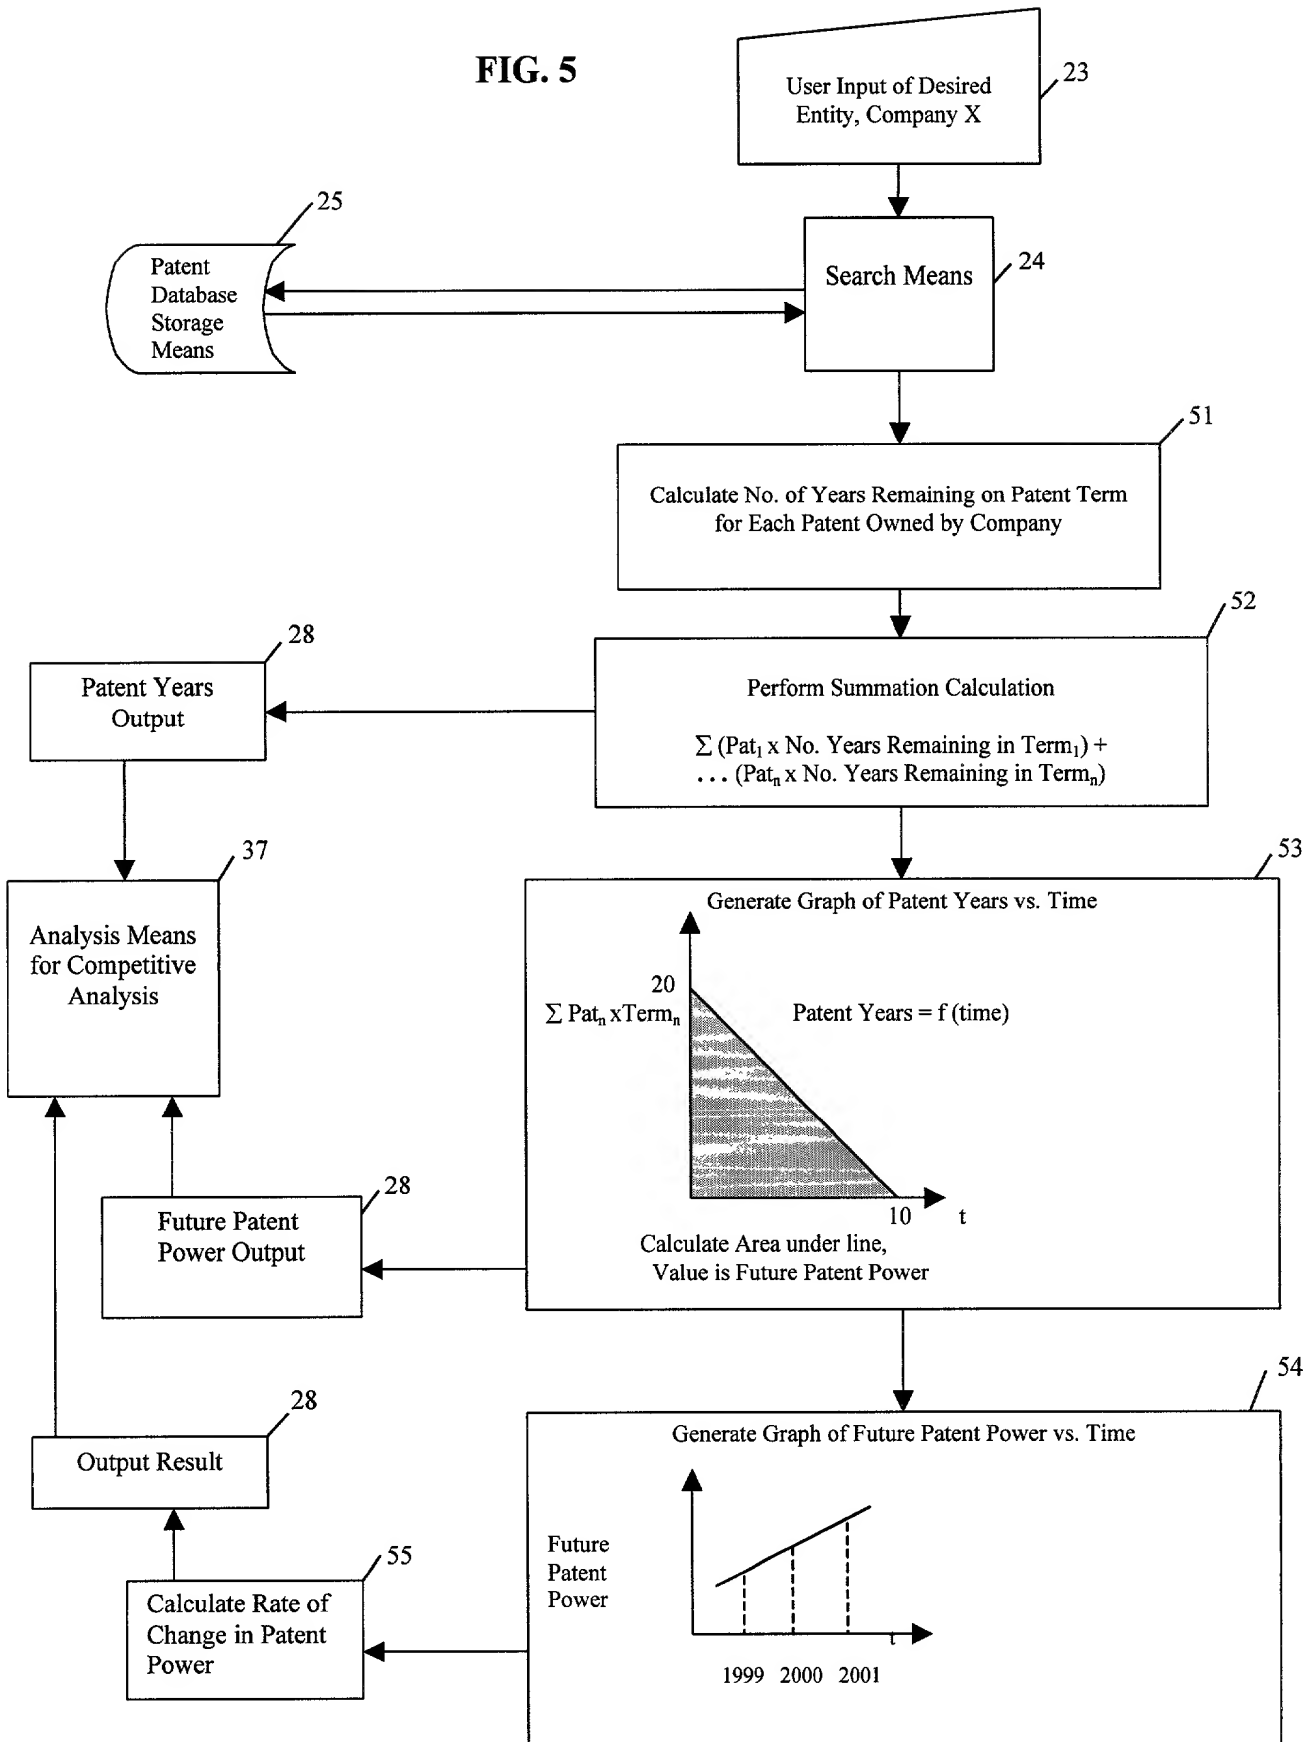 FIG. 5
User Input of Desired
Entity, Company X
23
25
Patent
Database
Storage
Means
Search Means
24
51
Calculate No. of Years Remaining on Patent Term
for Each Patent Owned by Company
52
28
Patent Years
Output
Perform Summation Calculation
∑ (Pat₁ x No. Years Remaining in Term₁) +
. . . (Patₙ x No. Years Remaining in Termₙ)
37
Analysis Means
for Competitive
Analysis
53
Generate Graph of Patent Years vs. Time
20
∑ Patₙ xTermₙ
Patent Years = f (time)
10
t
Calculate Area under line,
Value is Future Patent Power
28
Future Patent
Power Output
54
Generate Graph of Future Patent Power vs. Time
28
Output Result
Future
Patent
Power
t
1999 2000 2001
55
Calculate Rate of
Change in Patent
Power